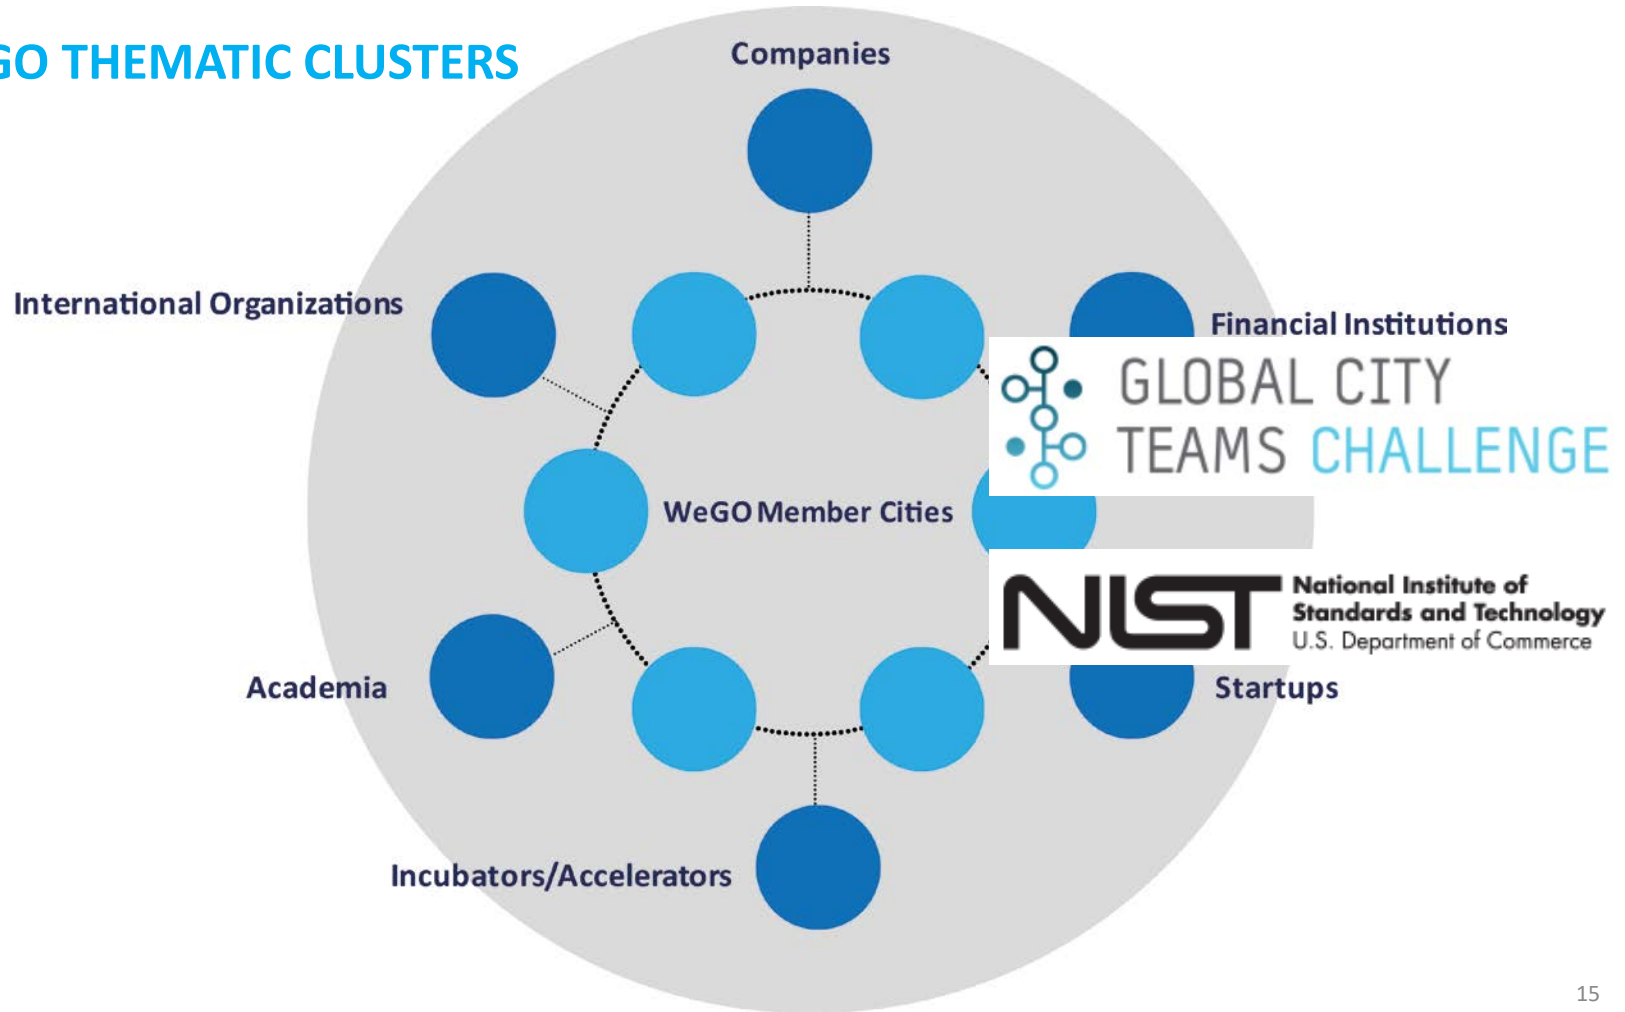 GO THEMATIC CLUSTERS
Companies
International Organizations
Financial Institutions
GLOBAL CITY
TEAMS CHALLENGE
WeGO Member Cities
NIST
National Institute of
Standards and Technology
U.S. Department of Commerce
Academia
Startups
Incubators/Accelerators
15